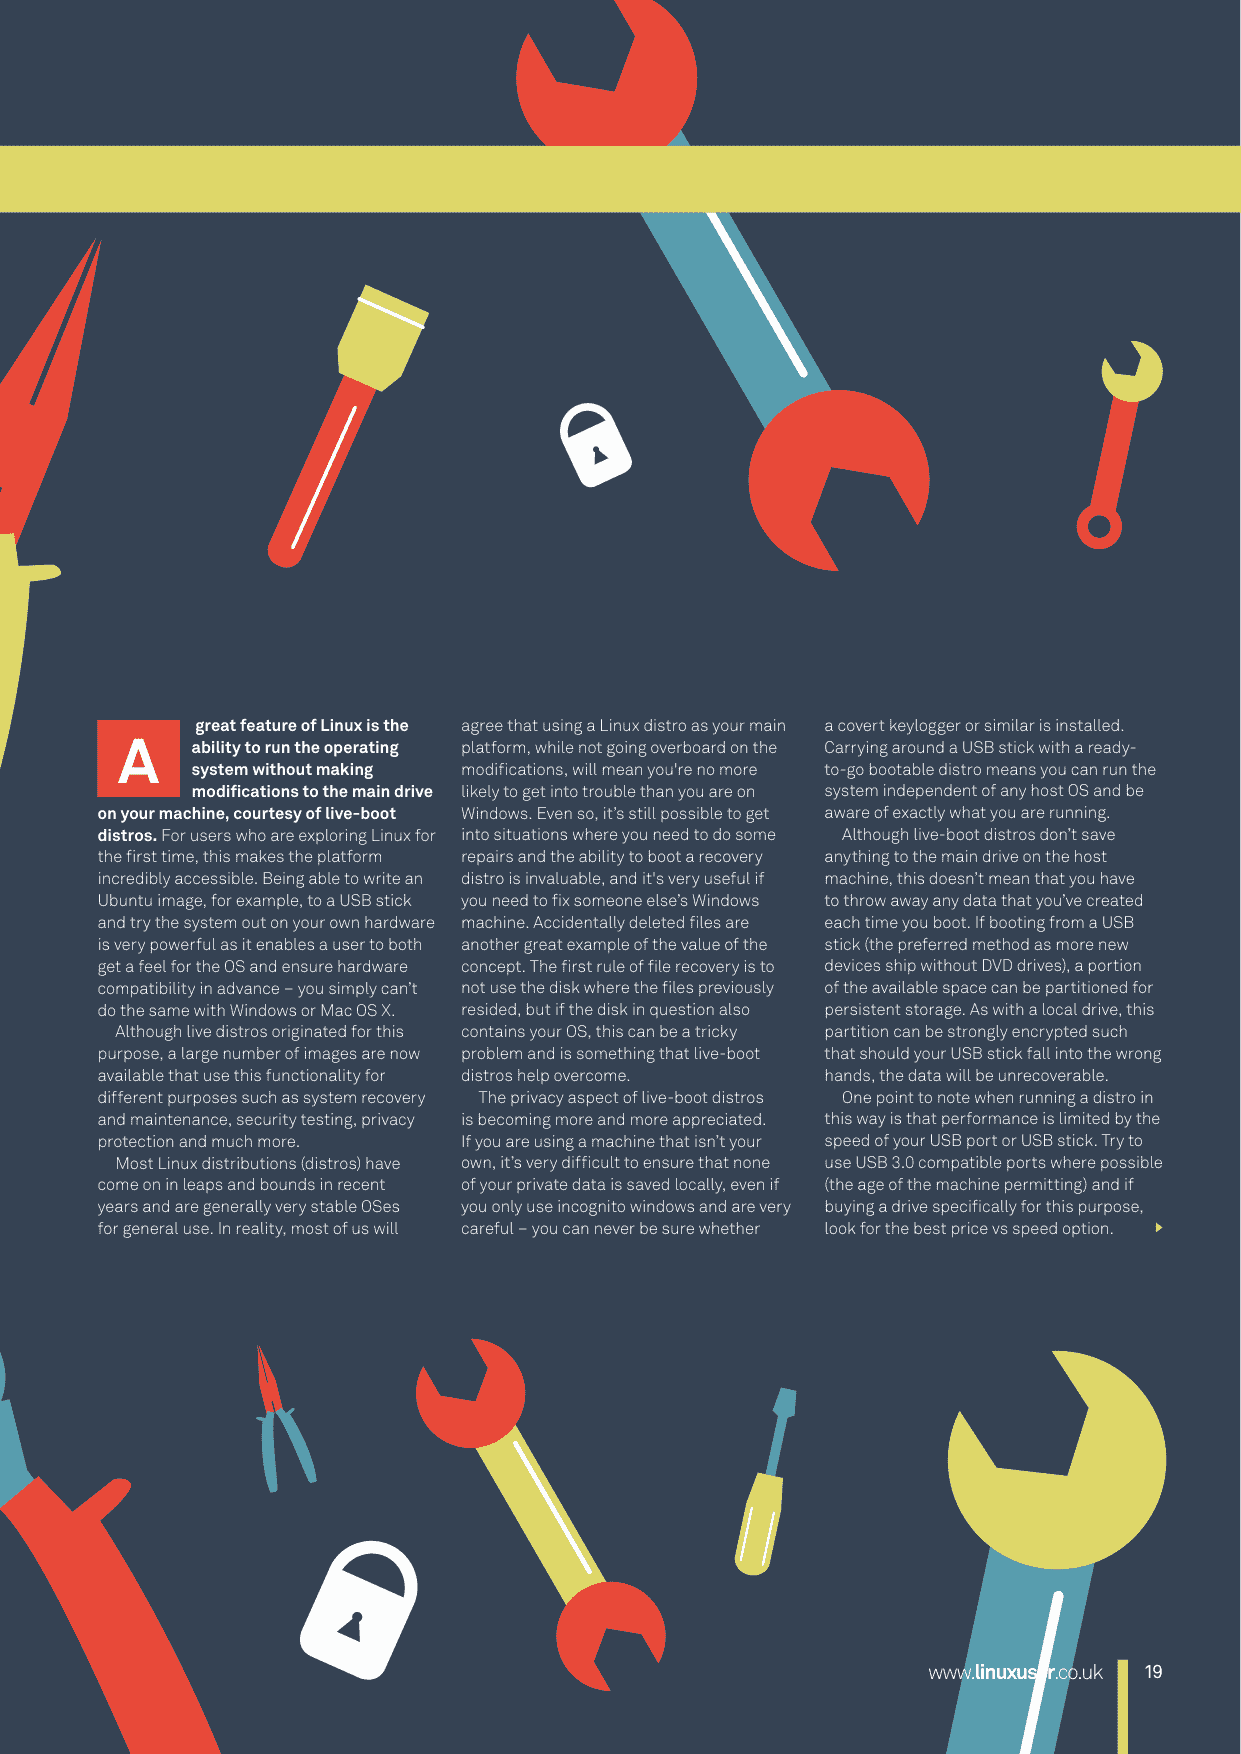 A great feature of Linux is the
ability to run the operating
system without making
modifications to the main drive
on your machine, courtesy of live-boot
distros. For users who are exploring Linux for
the first time, this makes the platform
incredibly accessible. Being able to write an
Ubuntu image, for example, to a USB stick
and try the system out on your own hardware
is very powerful as it enables a user to both
get a feel for the OS and ensure hardware
compatibility in advance – you simply can’t
do the same with Windows or Mac OS X.
Although live distros originated for this
purpose, a large number of images are now
available that use this functionality for
different purposes such as system recovery
and maintenance, security testing, privacy
protection and much more.
Most Linux distributions (distros) have
come on in leaps and bounds in recent
years and are generally very stable OSes
for general use. In reality, most of us will
agree that using a Linux distro as your main
platform, while not going overboard on the
modifications, will mean you're no more
likely to get into trouble than you are on
Windows. Even so, it’s still possible to get
into situations where you need to do some
repairs and the ability to boot a recovery
distro is invaluable, and it's very useful if
you need to fix someone else’s Windows
machine. Accidentally deleted files are
another great example of the value of the
concept. The first rule of file recovery is to
not use the disk where the files previously
resided, but if the disk in question also
contains your OS, this can be a tricky
problem and is something that live-boot
distros help overcome.
The privacy aspect of live-boot distros
is becoming more and more appreciated.
If you are using a machine that isn’t your
own, it’s very difficult to ensure that none
of your private data is saved locally, even if
you only use incognito windows and are very
careful – you can never be sure whether
a covert keylogger or similar is installed.
Carrying around a USB stick with a ready-
to-go bootable distro means you can run the
system independent of any host OS and be
aware of exactly what you are running.
Although live-boot distros don’t save
anything to the main drive on the host
machine, this doesn’t mean that you have
to throw away any data that you’ve created
each time you boot. If booting from a USB
stick (the preferred method as more new
devices ship without DVD drives), a portion
of the available space can be partitioned for
persistent storage. As with a local drive, this
partition can be strongly encrypted such
that should your USB stick fall into the wrong
hands, the data will be unrecoverable.
One point to note when running a distro in
this way is that performance is limited by the
speed of your USB port or USB stick. Try to
use USB 3.0 compatible ports where possible
(the age of the machine permitting) and if
buying a drive specifically for this purpose,
look for the best price vs speed option.
www.linuxuser.co.uk 19